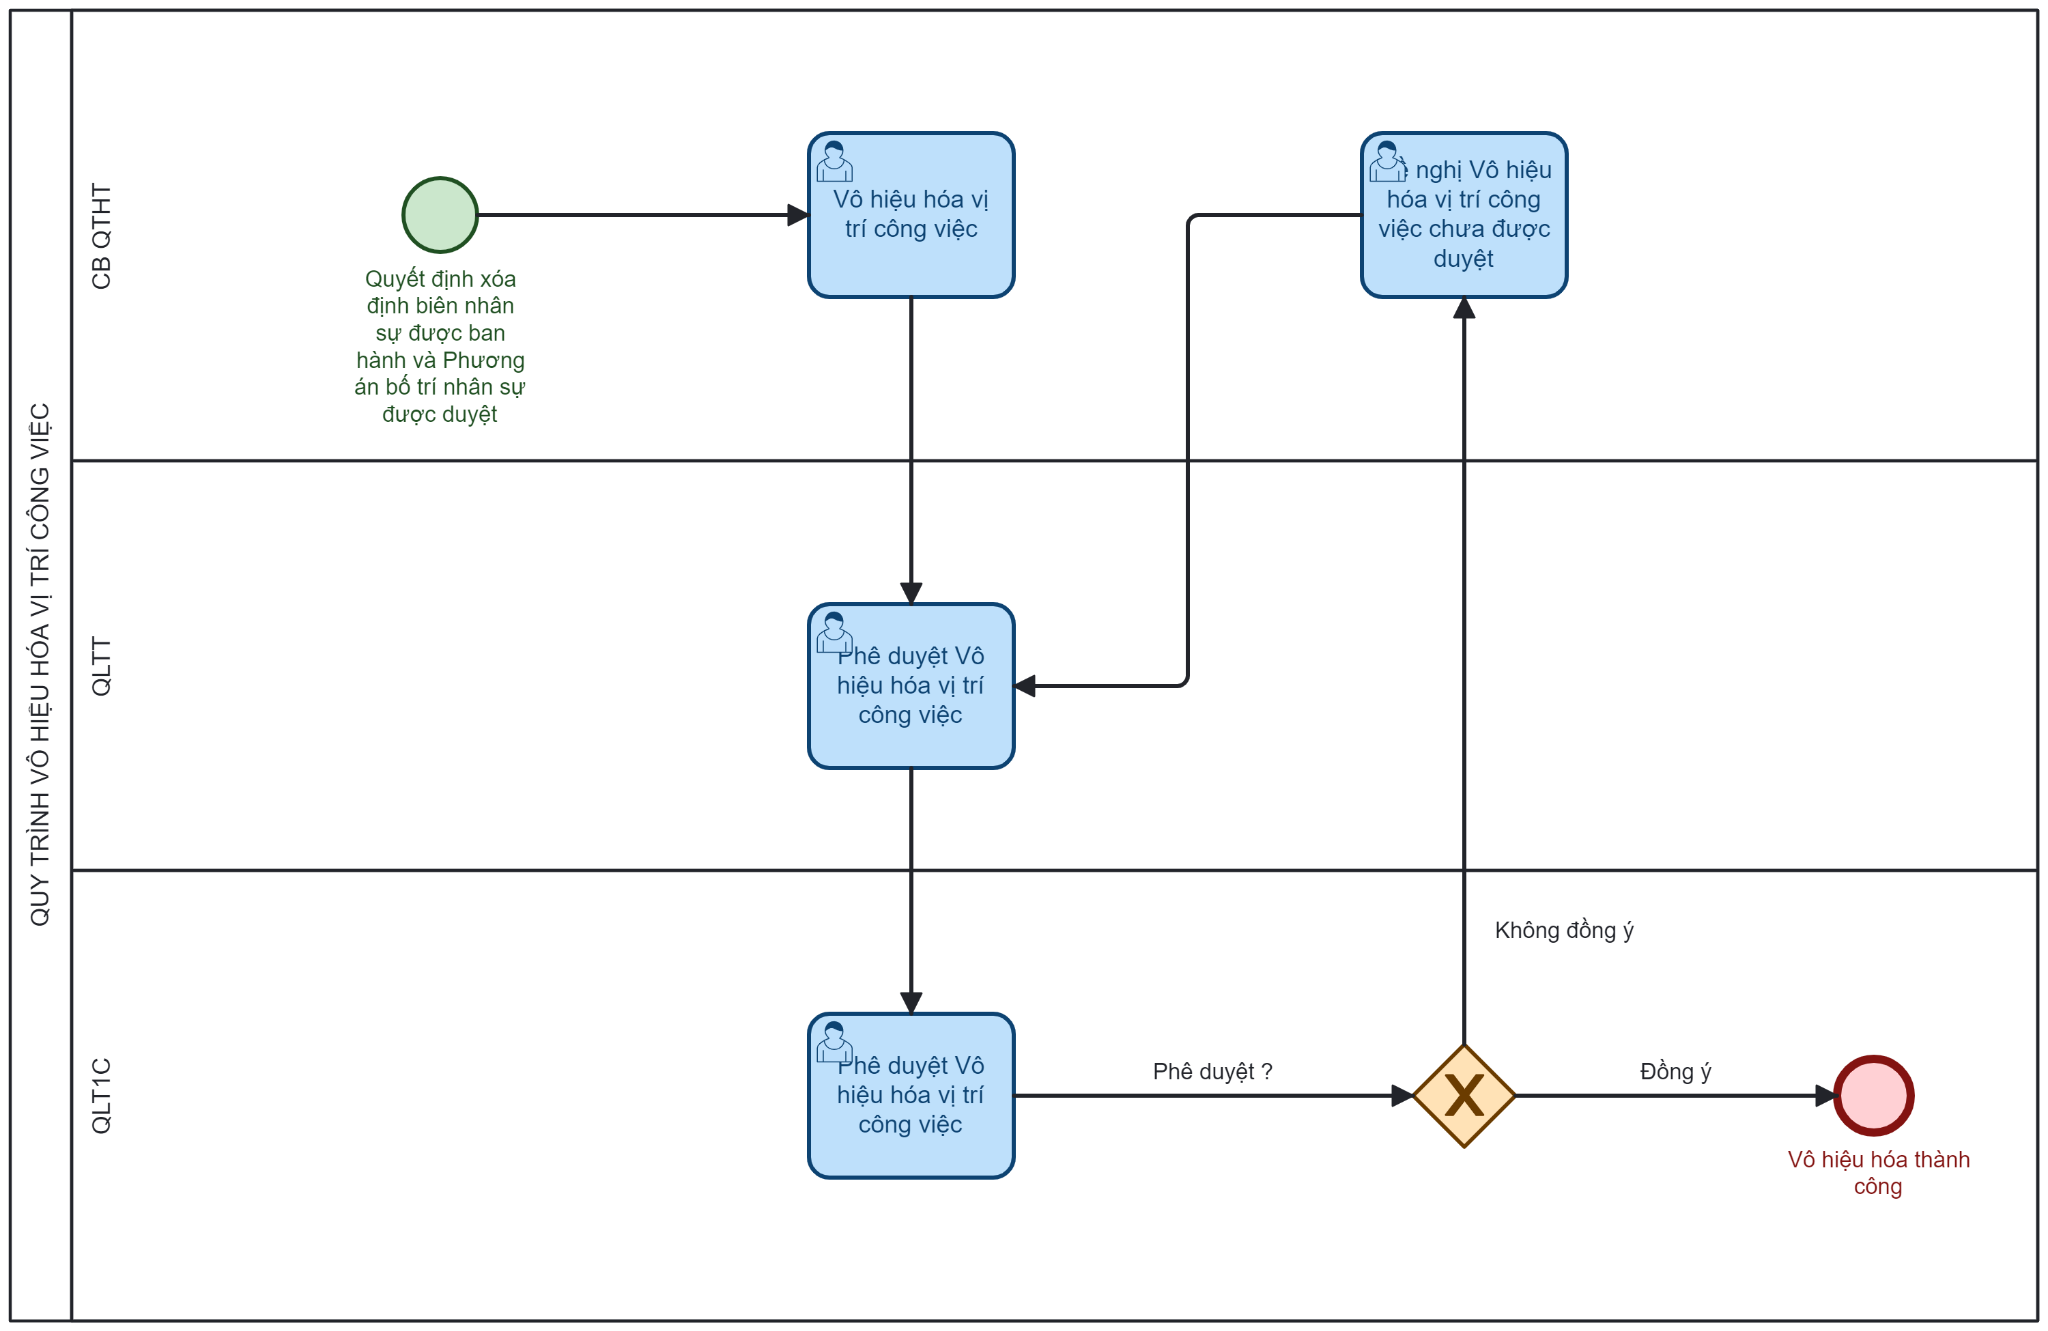 QUY TRÌNH VÔ HIỆU HÓA VỊ TRÍ CÔNG VIỆC
CB QTHT
Quyết định xóa
định biên nhân
sự được ban
hành và Phương
án bố trí nhân sự
được duyệt
Vô hiệu hóa vị
trí công việc
nghị Vô hiệu
hóa vị trí công
việc chưa được
duyệt
QLTT
Phê duyệt Vô
hiệu hóa vị trí
công việc
QLT1C
Phê duyệt Vô
hiệu hóa vị trí
công việc
Phê duyệt ?
Không đồng ý
Đồng ý
Vô hiệu hóa thành
công